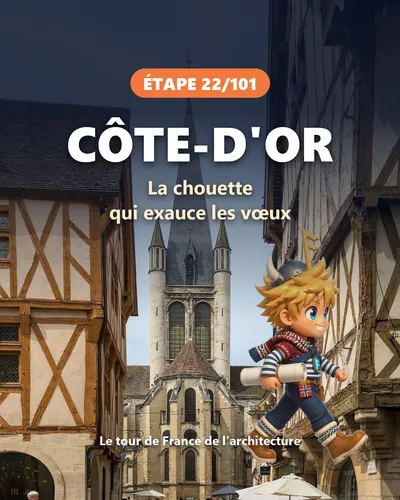 ÉTAPE 22/101
CÔTE-D'OR
La chouette
qui exauce les vœux
Le tour de France de l'architecture